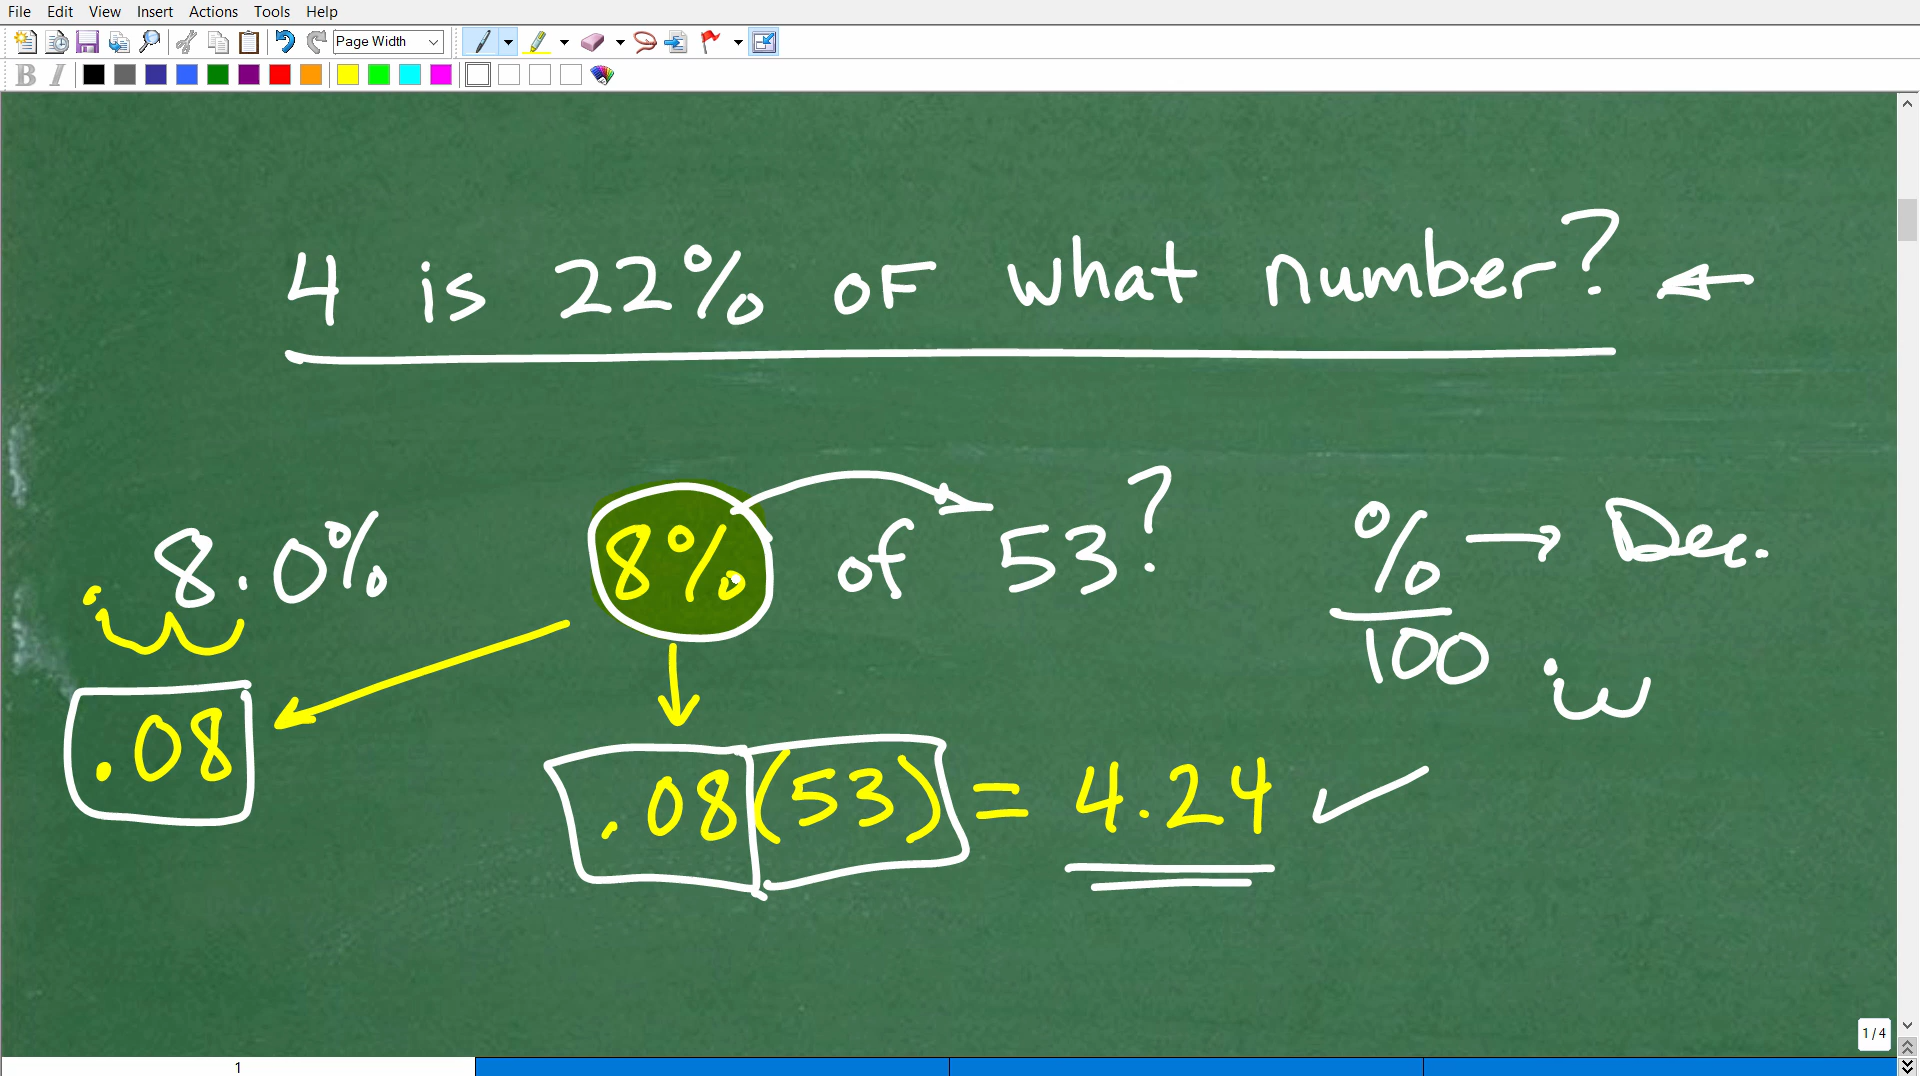 File Edit View Insert Actions Tools Help
Page Width
B I
4 is 22% of what number?
8% of 53?
8.0%
% → Dec.
100
.08
.08(53) = 4.24
1/4
1